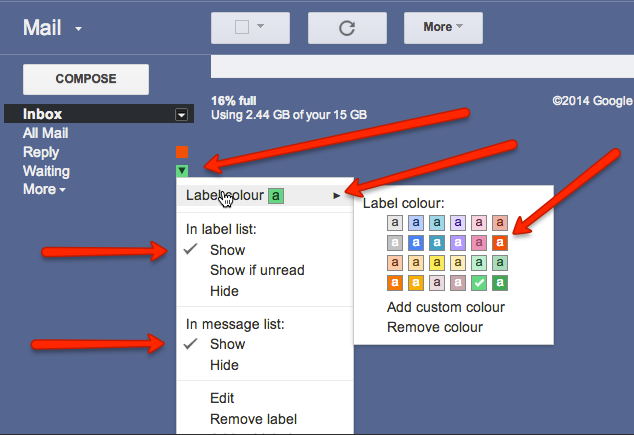 Mail
More
COMPOSE
Inbox
All Mail
Reply
Waiting
More
16% full
Using 2.44 GB of your 15 GB
©2014 Google
Label colour a
In label list:
Show
Show if unread
Hide
In message list:
Show
Hide
Edit
Remove label
Label colour:
a a a a a a
a a a a a a
a a a a a a
a a a a a
Add custom colour
Remove colour